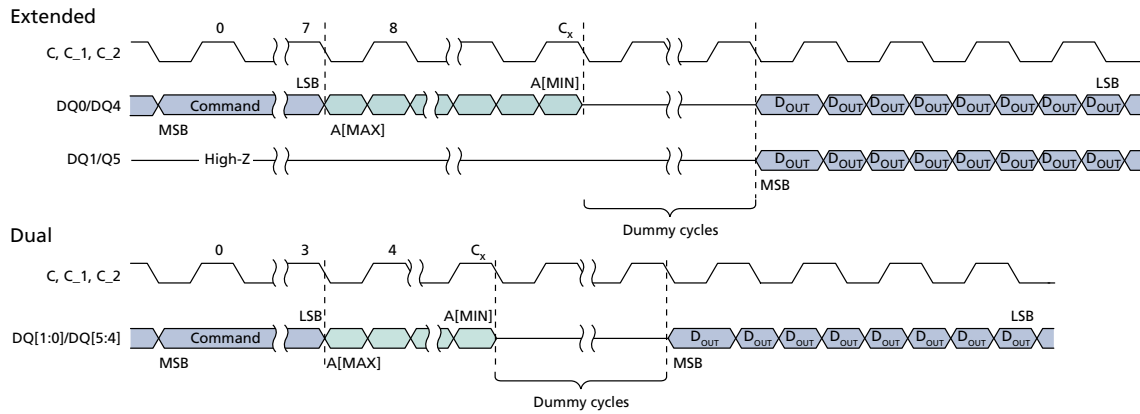 Extended
0 7 8 Cx
C, C_1, C_2
LSB A[MIN] LSB
DQ0/DQ4 Command DOUT DOUT DOUT DOUT DOUT DOUT DOUT DOUT
MSB A[MAX]
DQ1/Q5 High-Z DOUT DOUT DOUT DOUT DOUT DOUT DOUT DOUT
MSB
Dummy cycles
Dual
0 3 4 Cx
C, C_1, C_2
LSB A[MIN] LSB
DQ[1:0]/DQ[5:4] Command DOUT DOUT DOUT DOUT DOUT DOUT DOUT DOUT
MSB A[MAX] MSB
Dummy cycles